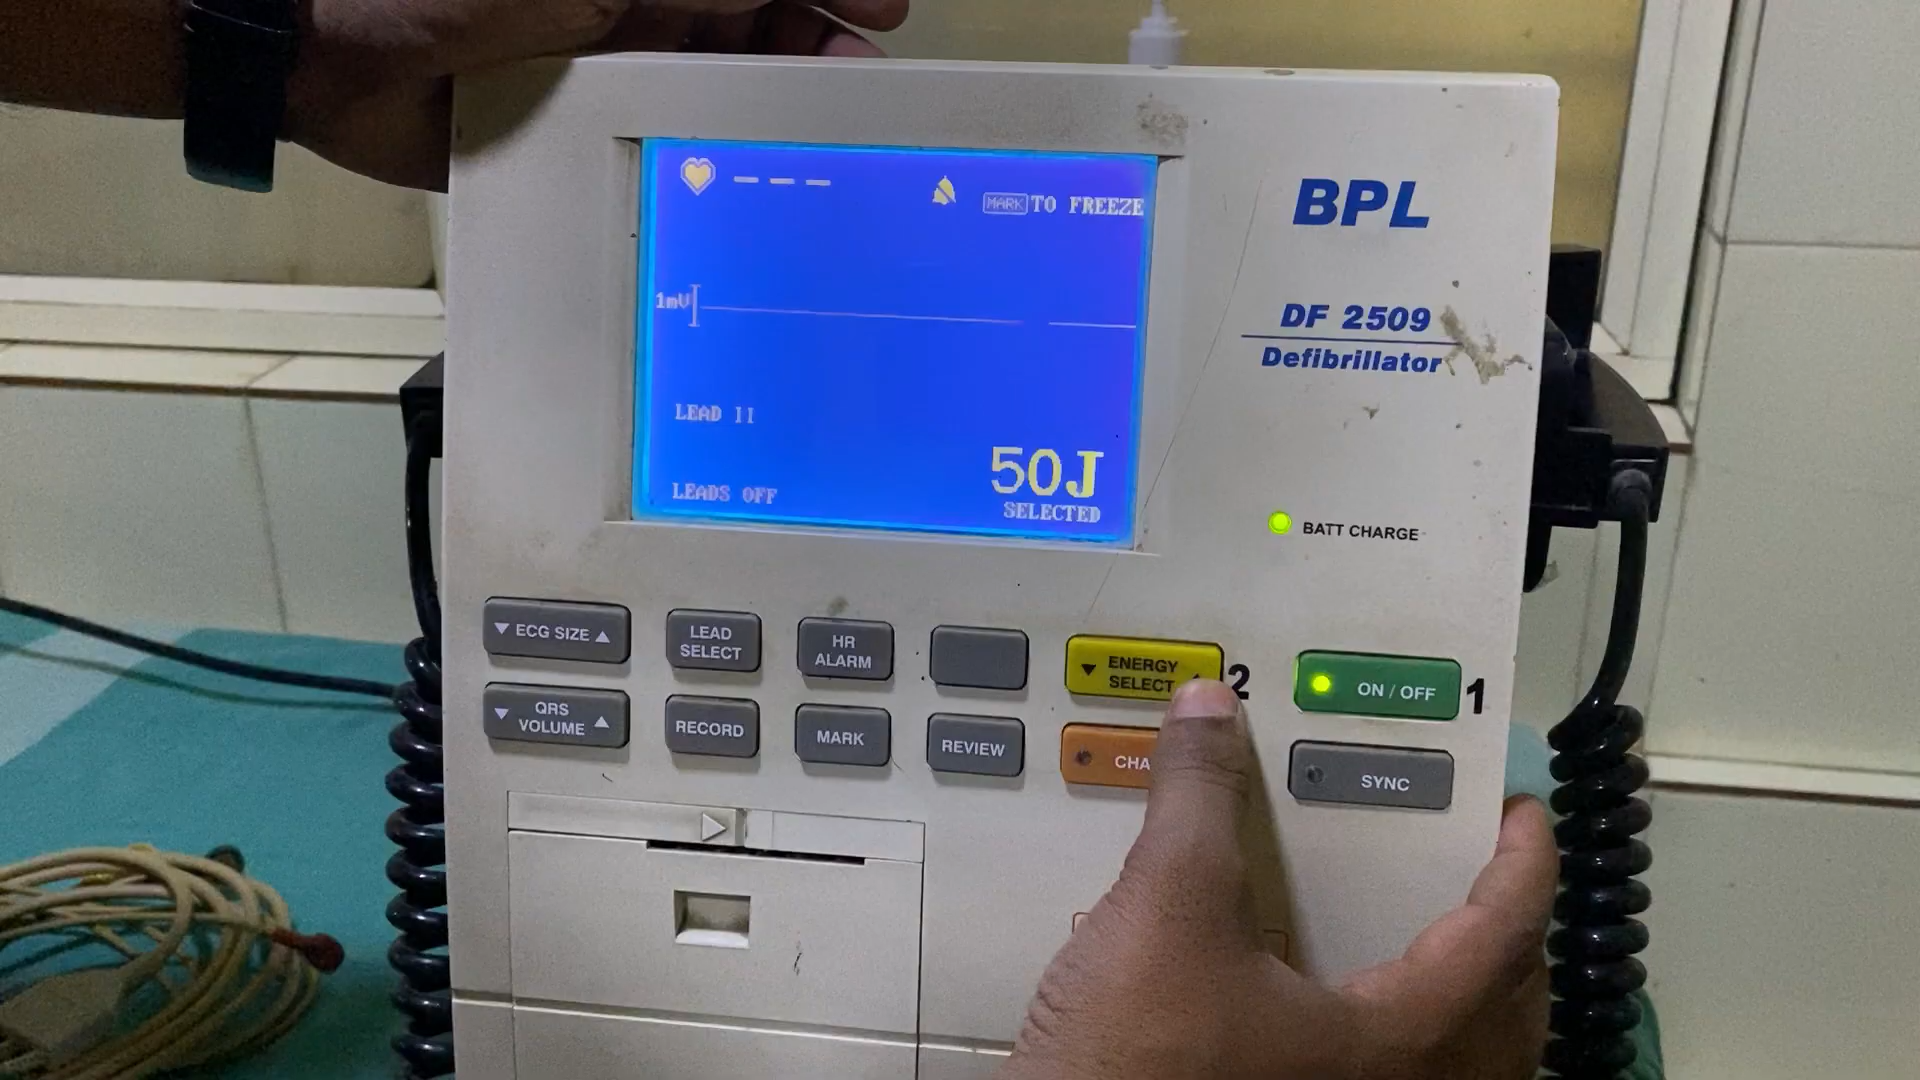 --- MARK TO FREEZE
1mV
LEAD II
50J
LEADS OFF
SELECTED
BPL
DF 2509
Defibrillator
BATT CHARGE
▼ ECG SIZE ▲
LEAD
SELECT
HR
ALARM
▼ ENERGY
SELECT
2
ON / OFF
1
▼ QRS
VOLUME ▲
RECORD
MARK
REVIEW
CHA
SYNC